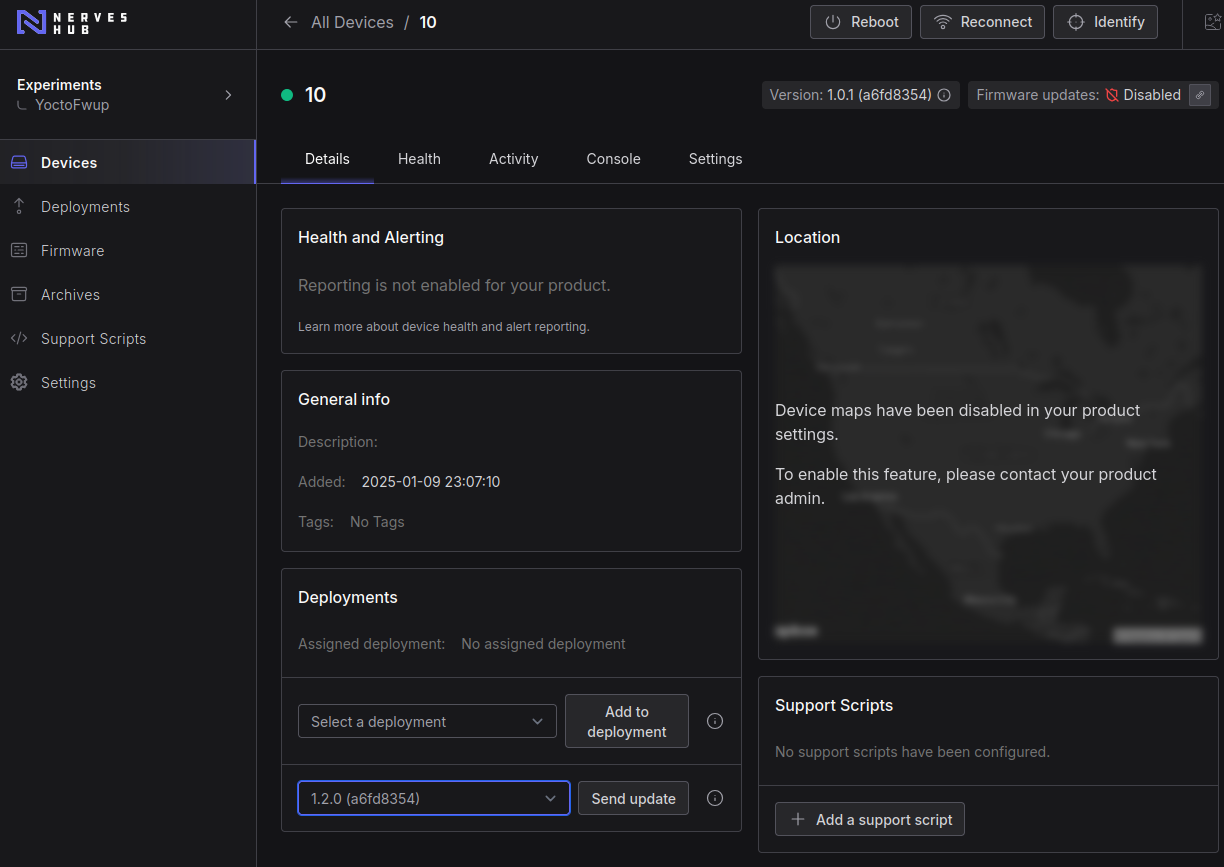 NERVES
HUB
All Devices / 10
Reboot
Reconnect
Identify
Experiments
YoctoFwup
10
Version: 1.0.1 (a6fd8354)
Firmware updates: Disabled
Devices
Deployments
Firmware
Archives
Support Scripts
Settings
Details
Health
Activity
Console
Settings
Health and Alerting
Reporting is not enabled for your product.
Learn more about device health and alert reporting.
General info
Description:
Added: 2025-01-09 23:07:10
Tags: No Tags
Deployments
Assigned deployment: No assigned deployment
Select a deployment
Add to
deployment
1.2.0 (a6fd8354)
Send update
Location
Device maps have been disabled in your product
settings.
To enable this feature, please contact your product
admin.
Support Scripts
No support scripts have been configured.
Add a support script